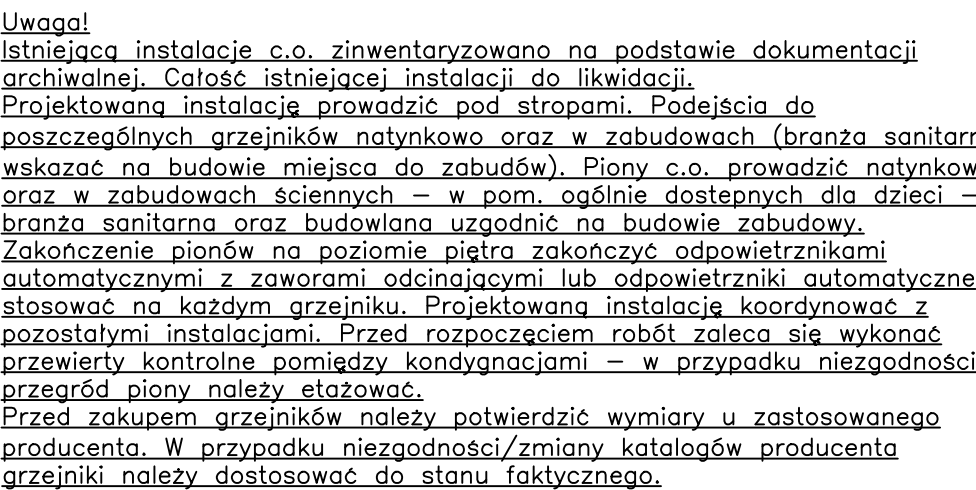 Uwaga!
Istniejącą instalacje c.o. zinwentaryzowano na podstawie dokumentacji
archiwalnej. Całość istniejącej instalacji do likwidacji.
Projektowaną instalację prowadzić pod stropami. Podejścia do
poszczególnych grzejników natynkowo oraz w zabudowach (branża
wskazać na budowie miejsca do zabudów). Piony c.o. prowadzić
oraz w zabudowach ściennych – w pom. ogólnie dostepnych dla dzieci –
branża sanitarna oraz budowlana uzgodnić na budowie zabudowy.
Zakończenie pionów na poziomie piętra zakończyć odpowietrznikami
automatycznymi z zaworami odcinającymi lub odpowietrzniki automatyczne
stosować na każdym grzejniku. Projektowaną instalację koordynować z
pozostałymi instalacjami. Przed rozpoczęciem robót zaleca się wykonać
przewierty kontrolne pomiędzy kondygnacjami – w przypadku niezgodności
przegród piony należy etażować.
Przed zakupem grzejników należy potwierdzić wymiary u zastosowanego
producenta. W przypadku niezgodności/zmiany katalogów producenta
grzejniki należy dostosować do stanu faktycznego.